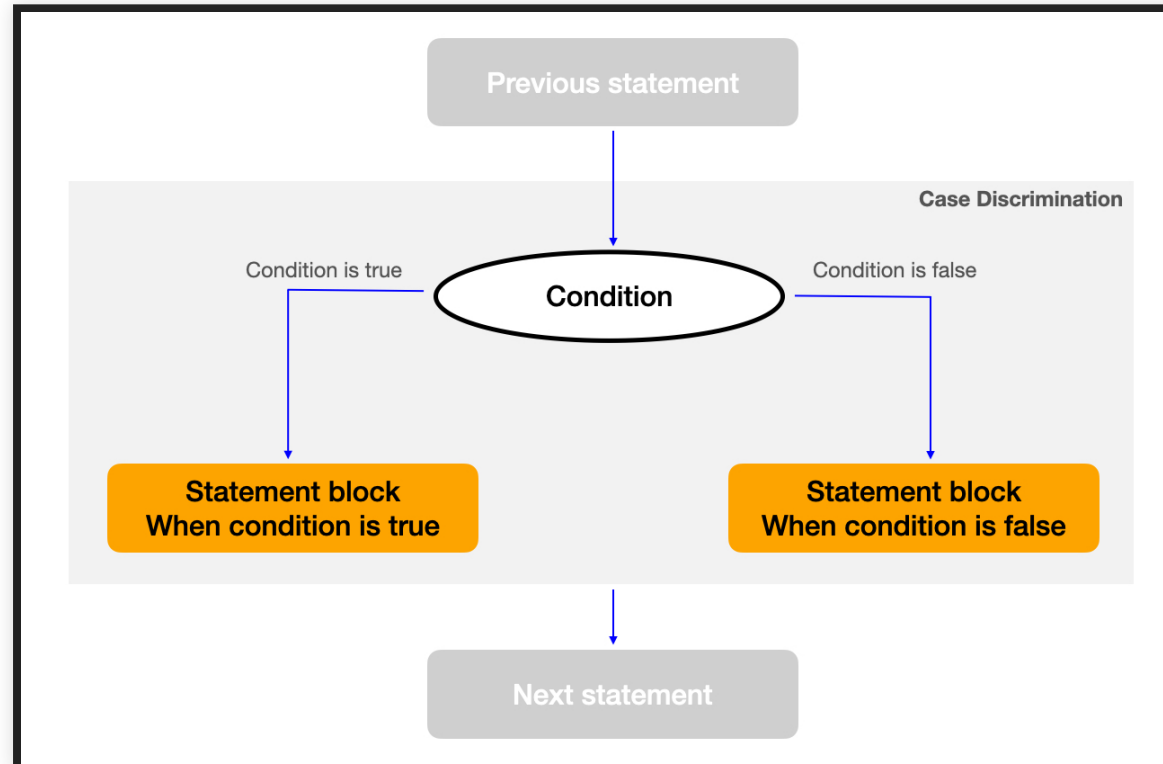 Previous statement
Case Discrimination
Condition is true
Condition is false
Condition
Statement block
When condition is true
Statement block
When condition is false
Next statement